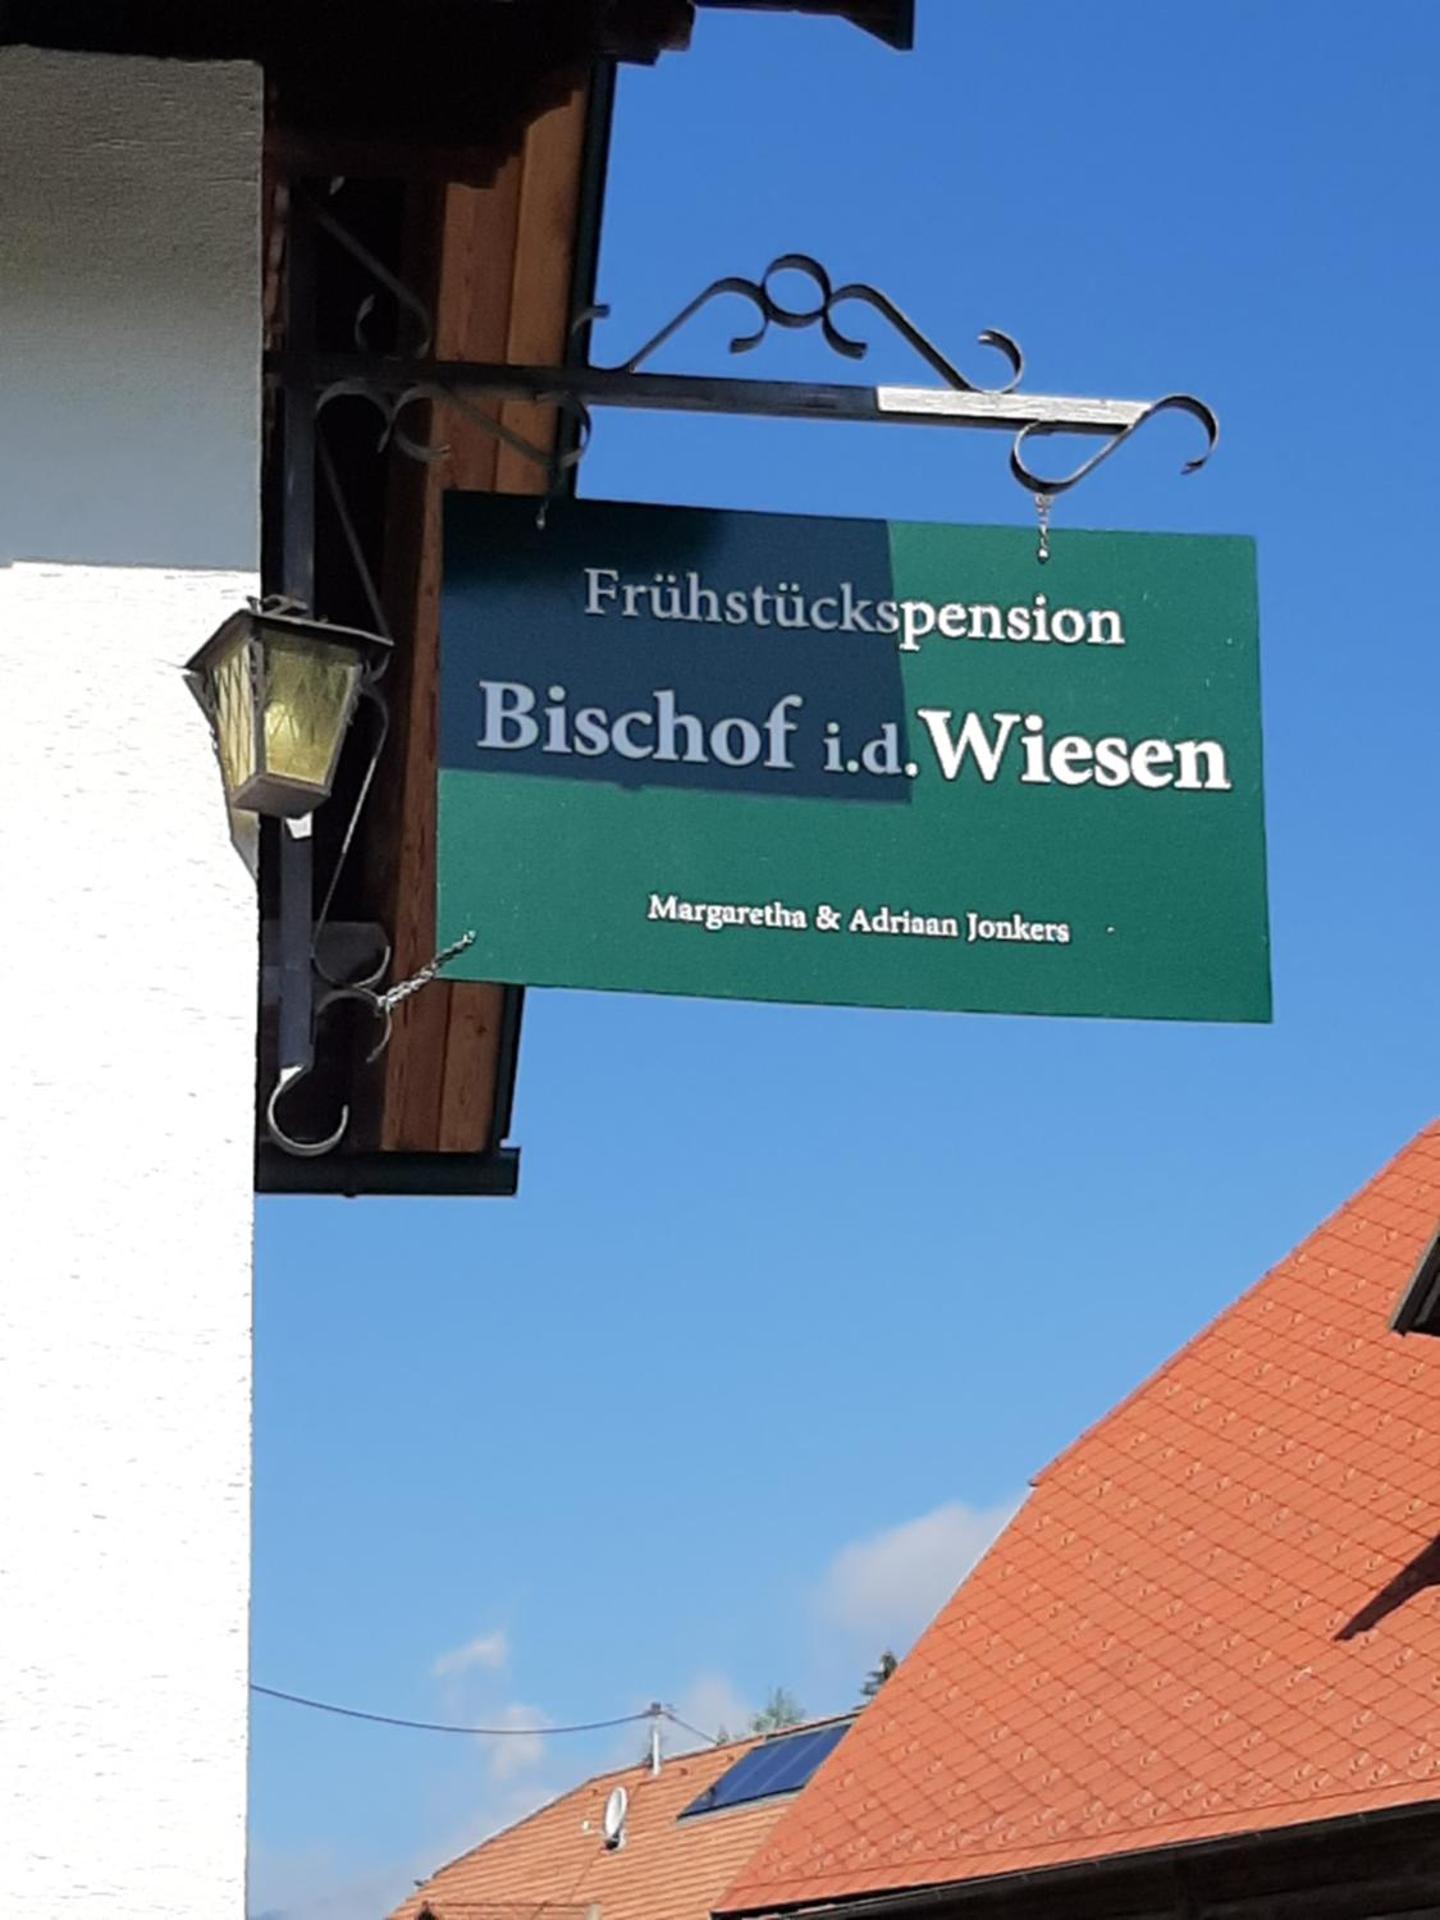 Frühstückspension
Bischof i.d.Wiesen
Margaretha & Adriaan Jonkers